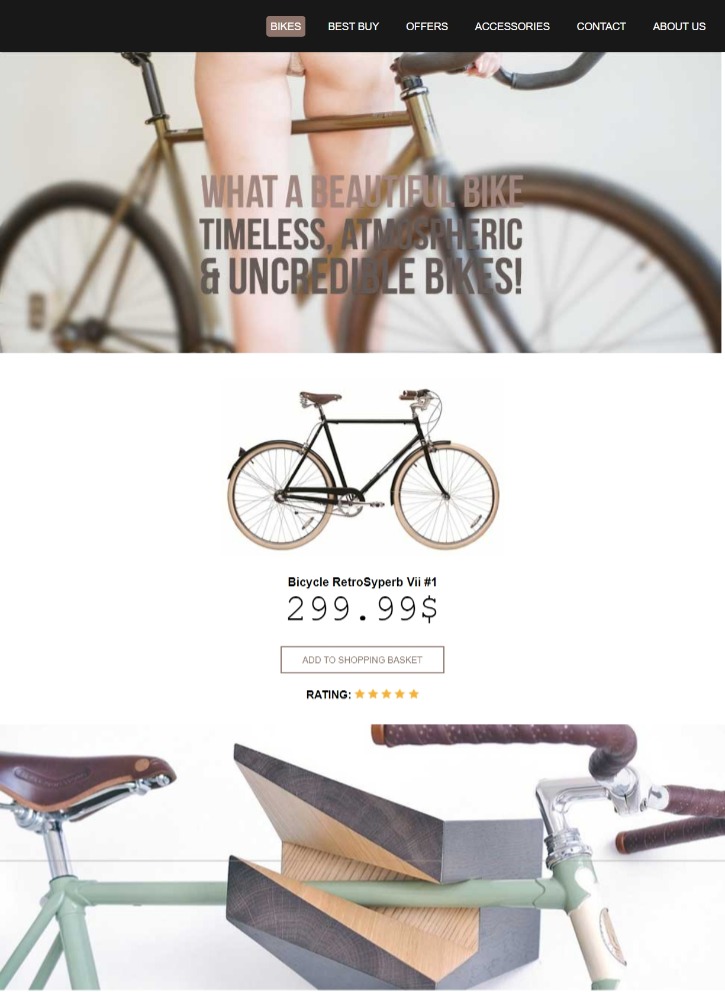 BIKES BEST BUY OFFERS ACCESSORIES CONTACT ABOUT US
WHAT A BEAUTIFUL BIKE
TIMELESS, ATMOSPHERIC
& UNCREDIBLE BIKES!
Bicycle RetroSyperb Vii #1
299.99$
ADD TO SHOPPING BASKET
RATING: